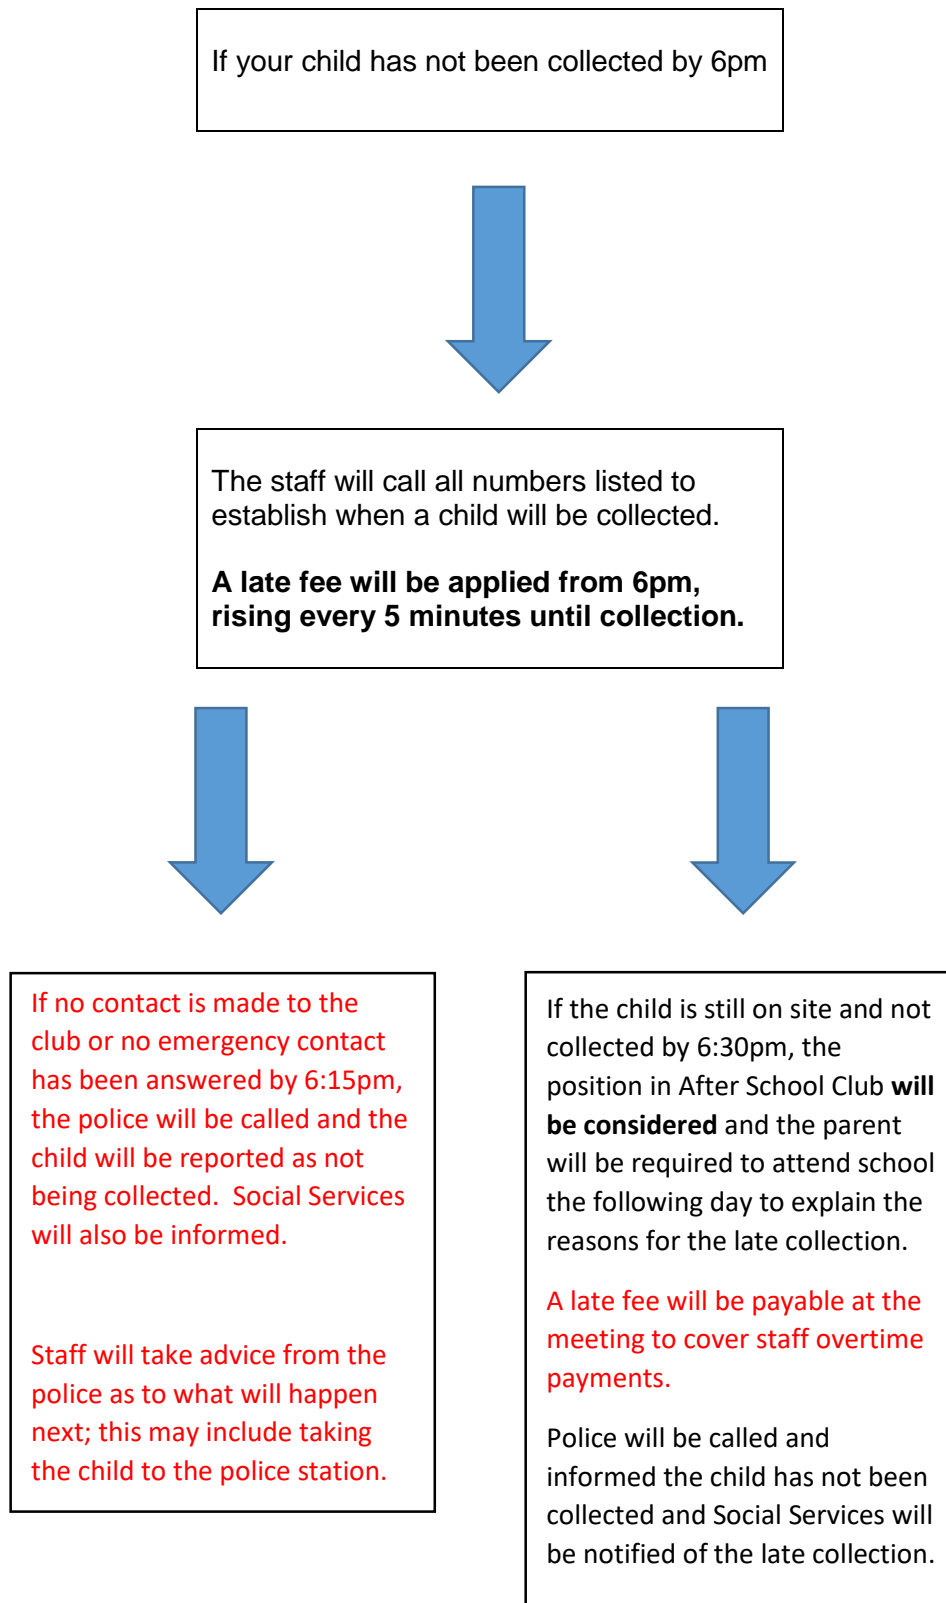 If your child has not been collected by 6pm
The staff will call all numbers listed to
establish when a child will be collected.
A late fee will be applied from 6pm,
rising every 5 minutes until collection.
If no contact is made to the
club or no emergency contact
has been answered by 6:15pm,
the police will be called and the
child will be reported as not
being collected.  Social Services
will also be informed.
Staff will take advice from the
police as to what will happen
next; this may include taking
the child to the police station.
If the child is still on site and not
collected by 6:30pm, the
position in After School Club will
be considered and the parent
will be required to attend school
the following day to explain the
reasons for the late collection.
A late fee will be payable at the
meeting to cover staff overtime
payments.
Police will be called and
informed the child has not been
collected and Social Services will
be notified of the late collection.